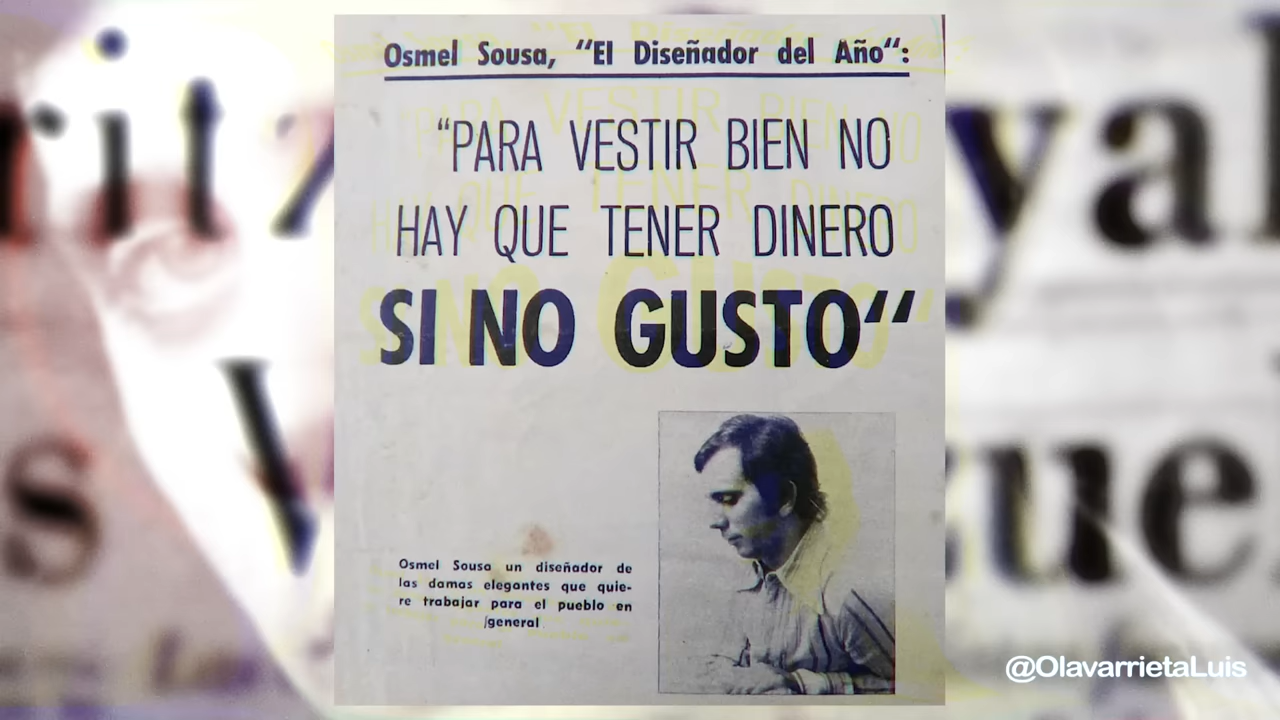 Osmel Sousa, “El Diseñador del Año“:
“PARA VESTIR BIEN NO
HAY QUE TENER DINERO
SI NO GUSTO“
Osmel Sousa un diseñador de
las damas elegantes que quie-
re trabajar para el pueblo en
/general
@OlavarrietaLuis